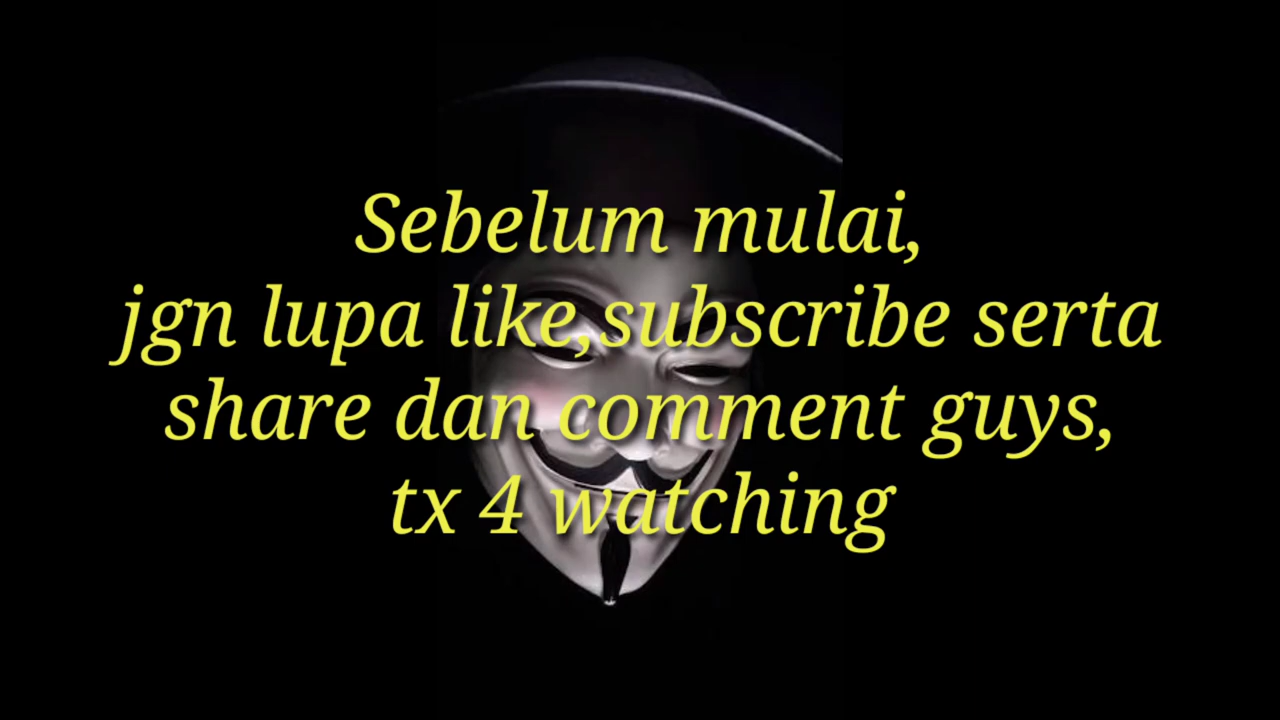 Sebelum mulai,
jgn lupa like,subscribe serta
share dan comment guys,
tx 4 watching